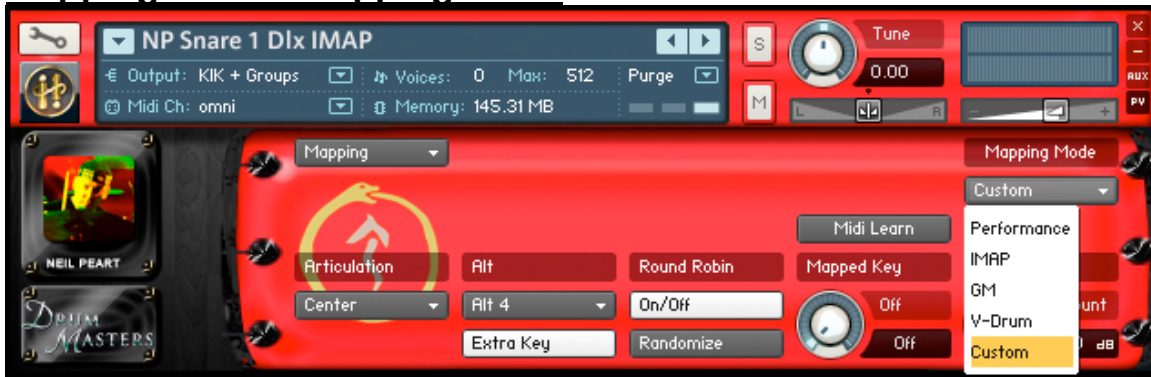 NP Snare 1 Dlx IMAP
Output: KIK + Groups
Voices: 0 Max: 512
Purge
Midi Ch: omni
Memory: 145.31 MB
S
M
Tune
0.00
L
R
×
-
AUX
PV
- +
NEIL PEART
DRUM
MASTERS
Mapping
Mapping Mode
Custom
Midi Learn
Articulation
Alt
Round Robin
Mapped Key
Center
Alt 4
On/Off
Off
Extra Key
Randomize
Off
Performance
IMAP
GM
V-Drum
Custom
dB